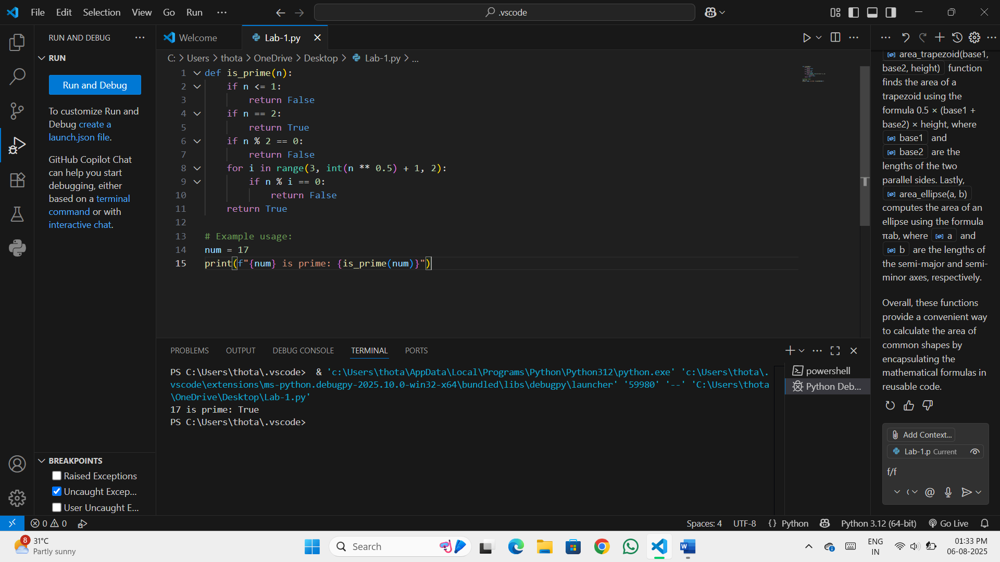 File Edit Selection View Go Run ···
.vscode
RUN AND DEBUG ···
RUN
Run and Debug
To customize Run and
Debug create a
launch.json file.
GitHub Copilot Chat
can help you start
debugging, either
based on a terminal
command or with
interactive chat.
BREAKPOINTS
Raised Exceptions
Uncaught Excep...
User Uncaught E...
Welcome
Lab-1.py
C: > Users > thota > OneDrive > Desktop > Lab-1.py > ...
1 def is_prime(n):
2     if n <= 1:
3         return False
4     if n == 2:
5         return True
6     if n % 2 == 0:
7         return False
8     for i in range(3, int(n ** 0.5) + 1, 2):
9         if n % i == 0:
10             return False
11     return True
12
13 # Example usage:
14 num = 17
15 print(f"{num} is prime: {is_prime(num)}")
PROBLEMS OUTPUT DEBUG CONSOLE TERMINAL PORTS
PS C:\Users\thota\.vscode>  & 'c:\Users\thota\AppData\Local\Programs\Python\Python312\python.exe' 'c:\Users\thota\.
vscode\extensions\ms-python.debugpy-2025.10.0-win32-x64\bundled\libs\debugpy\launcher' '59980' '--' 'C:\Users\thota
\OneDrive\Desktop\Lab-1.py'
17 is prime: True
PS C:\Users\thota\.vscode>
powershell
Python Deb...
area_trapezoid(base1,
base2, height) function
finds the area of a
trapezoid using the
formula 0.5 × (base1 +
base2) × height, where
base1 and
base2 are the
lengths of the two
parallel sides. Lastly,
area_ellipse(a, b)
computes the area of an
ellipse using the formula
πab, where a and
b are the lengths of
the semi-major and semi-
minor axes, respectively.
Overall, these functions
provide a convenient way
to calculate the area of
common shapes by
encapsulating the
mathematical formulas in
reusable code.
Add Context...
Lab-1.p Current
f/f
0 0
Spaces: 4 UTF-8 {} Python Python 3.12 (64-bit) Go Live
8
31°C
Partly sunny
Search
ENG
IN
01:33 PM
06-08-2025